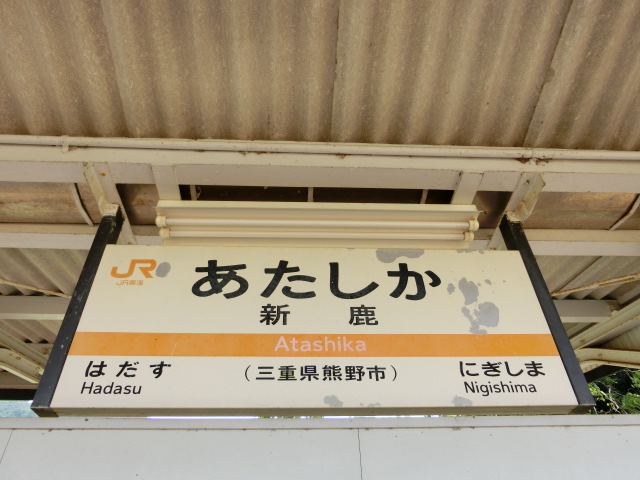 JR
JR東海
あたしか
新鹿
Atashika
はだす
Hadasu
(三重県熊野市)
にぎしま
Nigishima